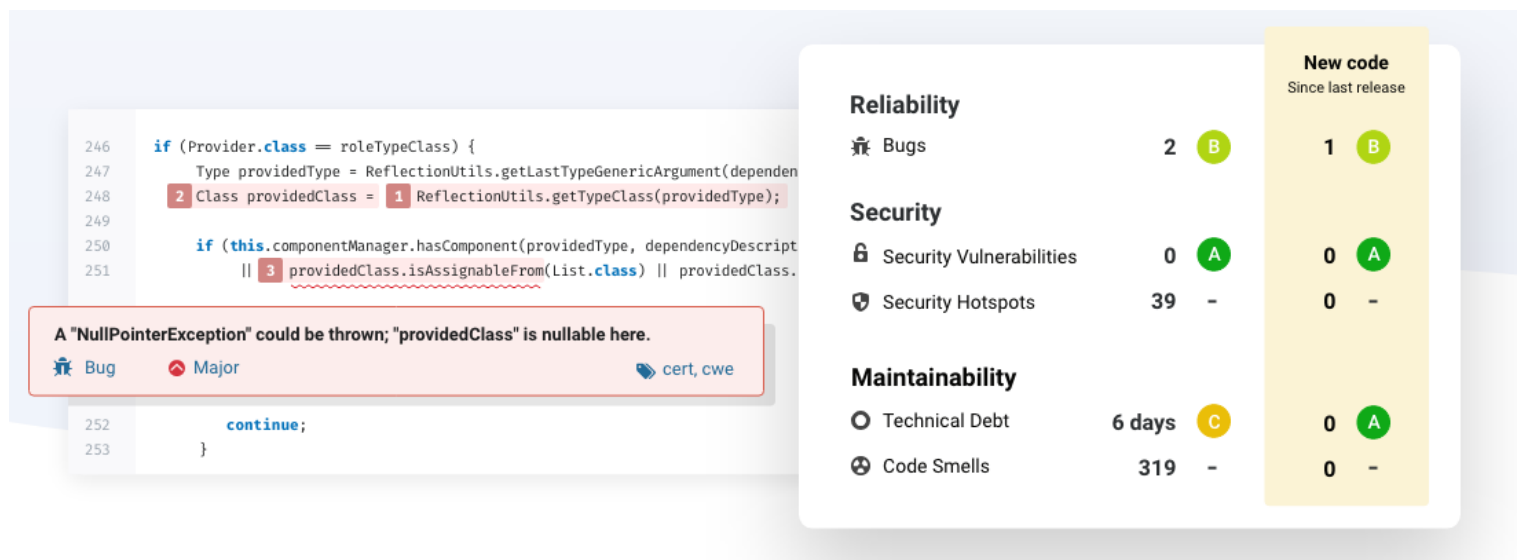 246 if (Provider.class == roleTypeClass) {
247 Type providedType = ReflectionUtils.getLastTypeGenericArgument(dependen
248 2 Class providedClass = 1 ReflectionUtils.getTypeClass(providedType);
249
250 if (this.componentManager.hasComponent(providedType, dependencyDescript
251 || 3 providedClass.isAssignableFrom(List.class) || providedClass.
A "NullPointerException" could be thrown; "providedClass" is nullable here.
Bug Major cert, cwe
252 continue;
253 }
New code
Since last release
Reliability
Bugs 2 B 1 B
Security
Security Vulnerabilities 0 A 0 A
Security Hotspots 39 - 0 -
Maintainability
Technical Debt 6 days C 0 A
Code Smells 319 - 0 -